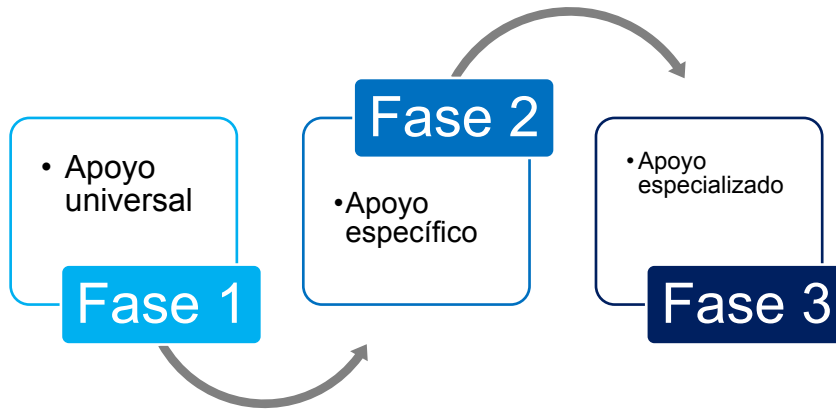 • Apoyo
universal
Fase 1
Fase 2
•Apoyo
específico
•Apoyo
especializado
Fase 3